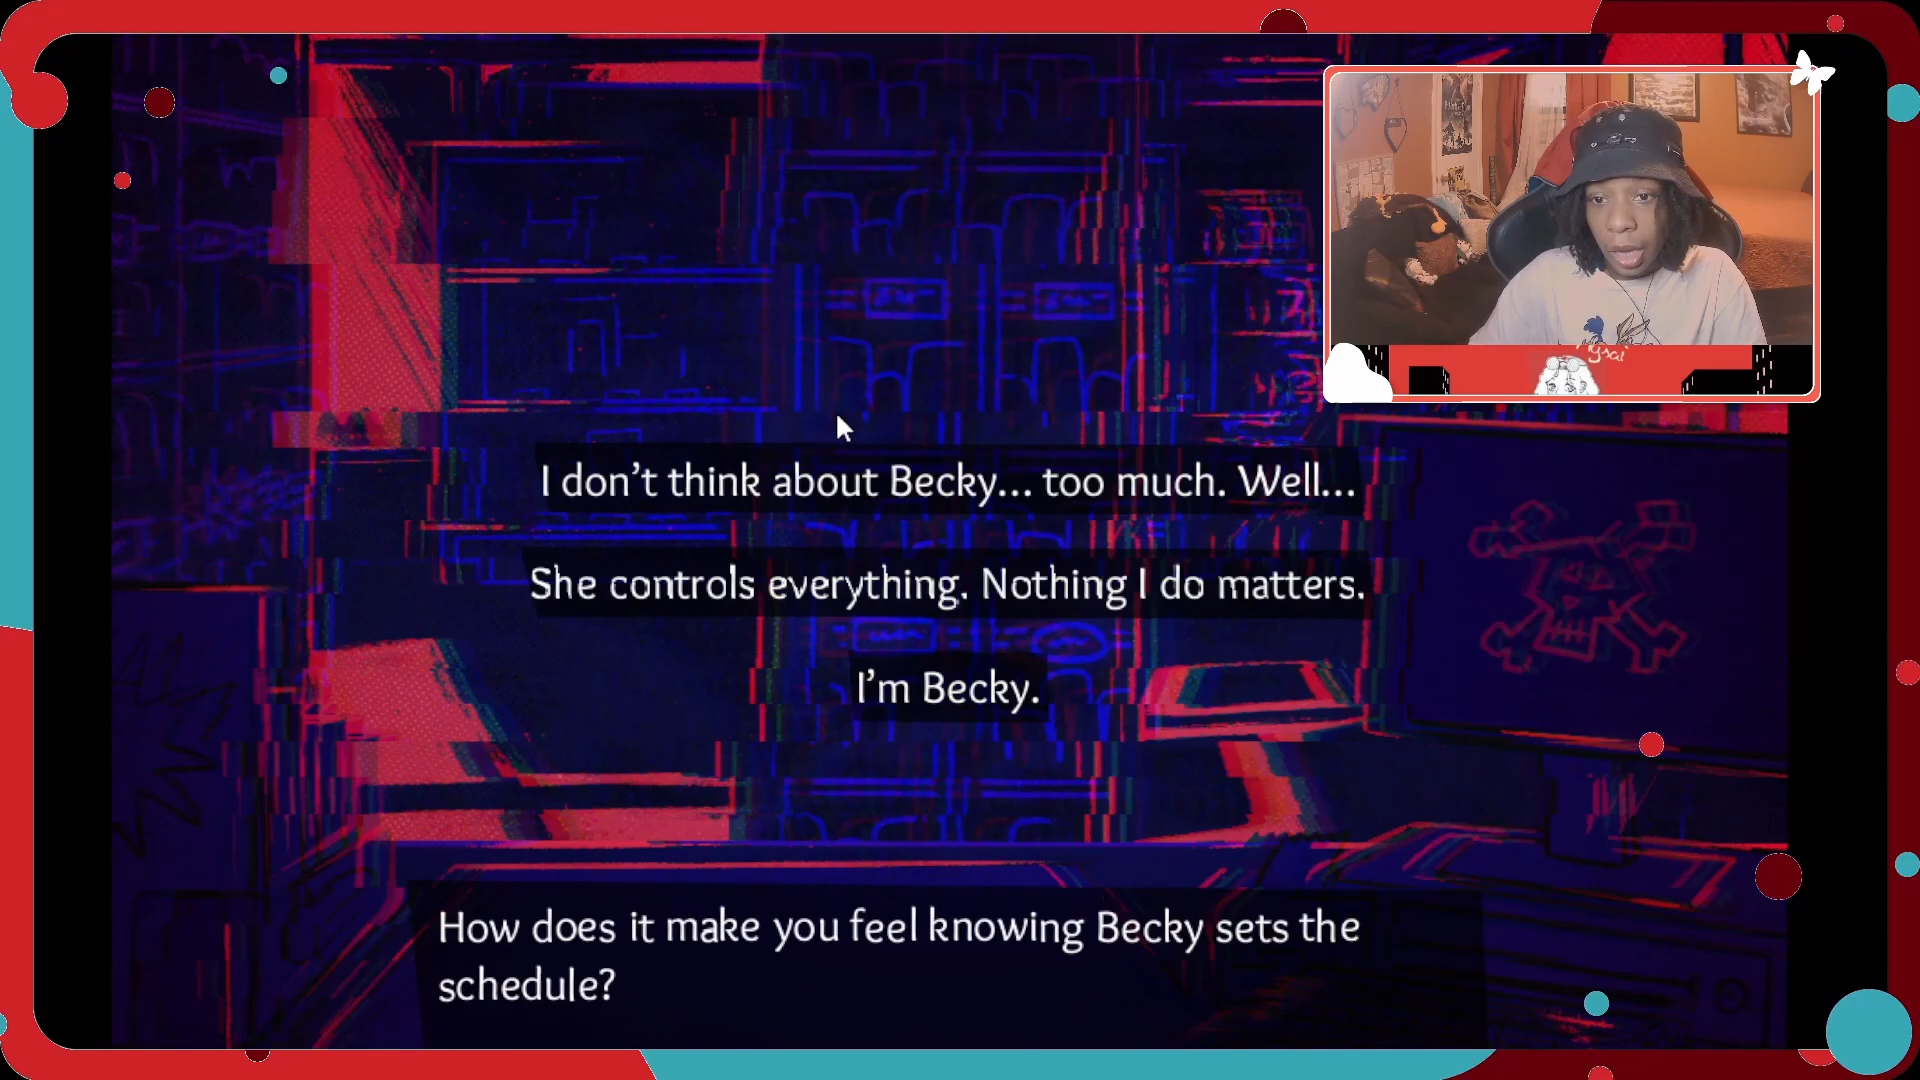 I don't think about Becky... too much. Well...
She controls everything. Nothing I do matters.
I'm Becky.
How does it make you feel knowing Becky sets the
schedule?